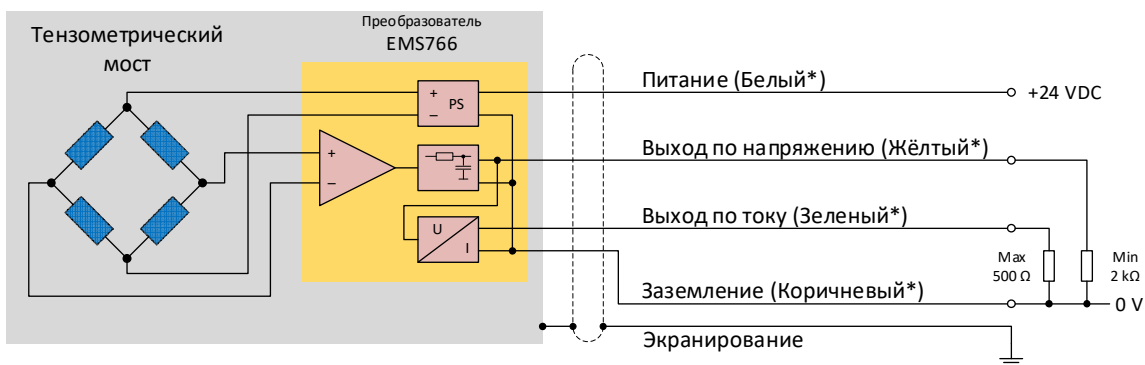 Тензометрический
мост
Преобразователь
EMS766
+
−
PS
+
−
U
I
Питание (Белый*)
+24 VDC
Выход по напряжению (Жёлтый*)
Выход по току (Зеленый*)
Max
500 Ω
Min
2 kΩ
Заземление (Коричневый*)
0 V
Экранирование